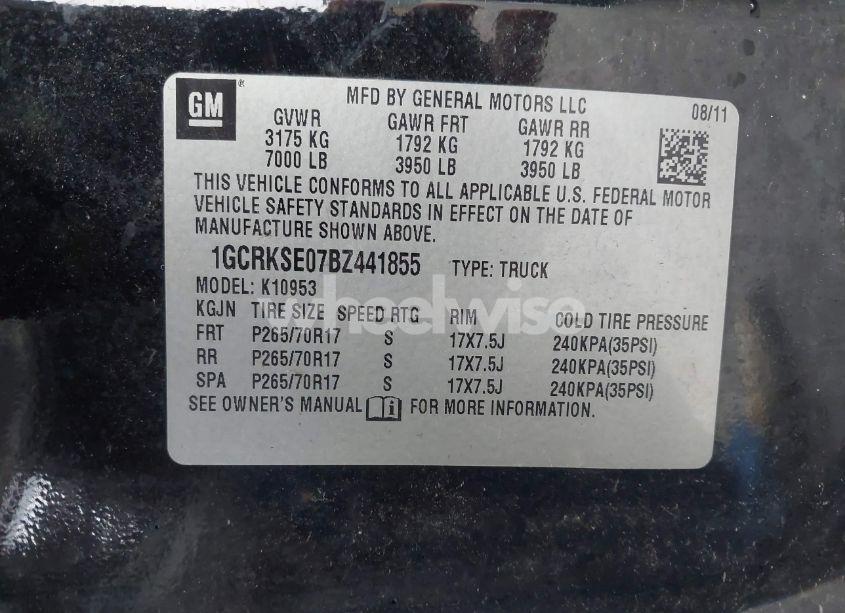 GM ®
MFD BY GENERAL MOTORS LLC 08/11
GVWR GAWR FRT GAWR RR
3175 KG 1792 KG 1792 KG
7000 LB 3950 LB 3950 LB
THIS VEHICLE CONFORMS TO ALL APPLICABLE U.S. FEDERAL MOTOR
VEHICLE SAFETY STANDARDS IN EFFECT ON THE DATE OF
MANUFACTURE SHOWN ABOVE.
1GCRKSE07BZ441855 TYPE: TRUCK
MODEL: K10953
KGJN TIRE SIZE SPEED RTG RIM COLD TIRE PRESSURE
FRT P265/70R17 S 17X7.5J 240KPA(35PSI)
RR P265/70R17 S 17X7.5J 240KPA(35PSI)
SPA P265/70R17 S 17X7.5J 240KPA(35PSI)
SEE OWNER'S MANUAL i FOR MORE INFORMATION.
wheelwise